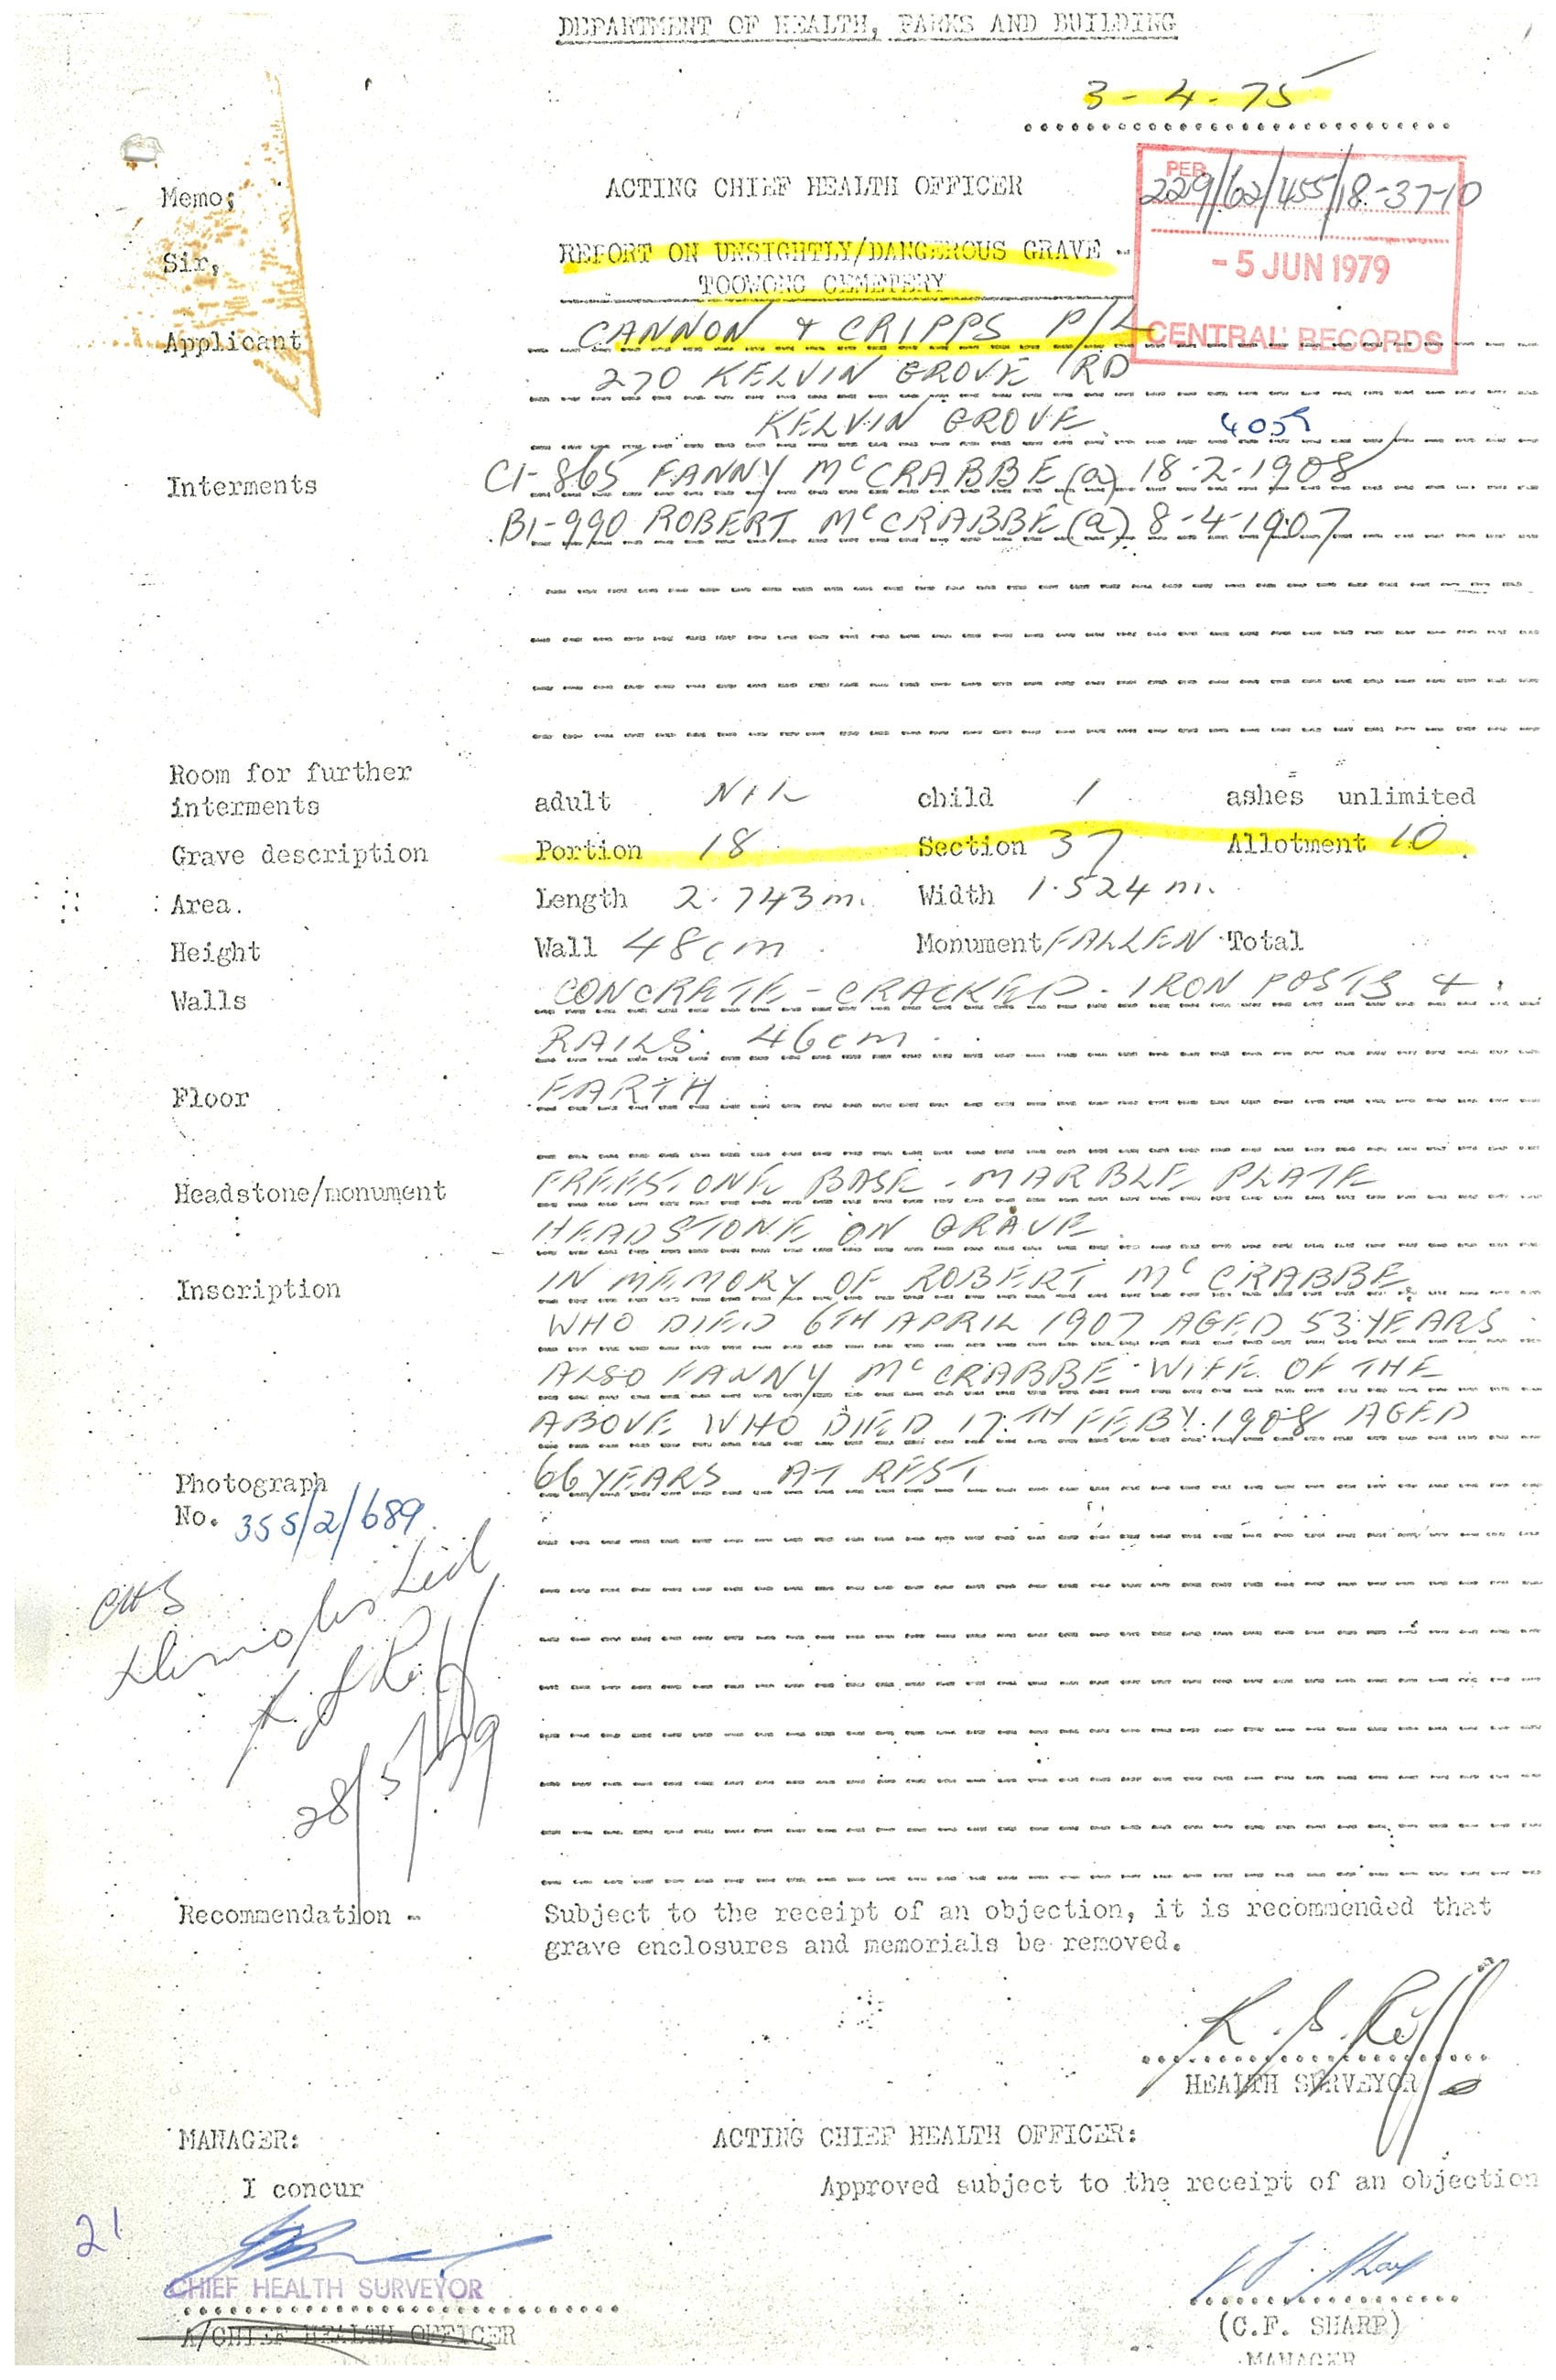 DEPARTMENT OF HEALTH, PARKS AND BUILDING
3-4-75
PEB
229/62/455/18-37-10
- 5 JUN 1979
CENTRAL RECORDS
Memo;
ACTING CHIEF HEALTH OFFICER
Sir,
REPORT ON UNSIGHTLY/DANGEROUS GRAVE -
TOOWONG CEMETERY
Applicant
CANNON & CRIPPS P/L
270 KELVIN GROVE RD
KELVIN GROVE. 4059
Interments
C1-865 FANNY McCRABBE (a) 18-2-1908
B1-990 ROBERT McCRABBE (a) 8-4-1907
Room for further
interments adult NIL child 1 ashes unlimited
Grave description Portion 18 Section 37 Allotment 10
Area. Length 2.743m. Width 1.524m.
Height Wall 48cm Monument FALLEN Total
Walls CONCRETE - CRACKED - IRON POSTS &
RAILS. 46cm
Floor EARTH
Headstone/monument FREESTONE BASE - MARBLE PLATE
HEADSTONE ON GRAVE.
Inscription IN MEMORY OF ROBERT Mc CRABBE
WHO DIED 6TH APRIL 1907 AGED 53 YEARS
ALSO FANNY McCRABBE WIFE OF THE
ABOVE WHO DIED 17TH FEBY. 1908 AGED
66 YEARS AT REST
Photograph
No. 355/2/689
CHS
K. S. Riff
28/5/79
Recommendation - Subject to the receipt of an objection, it is recommended that
grave enclosures and memorials be removed.
HEALTH SURVEYOR
MANAGER: ACTING CHIEF HEALTH OFFICER:
I concur Approved subject to the receipt of an objection
21
CHIEF HEALTH SURVEYOR
A/CHIEF HEALTH OFFICER
(C.F. SHARP)
MANAGER